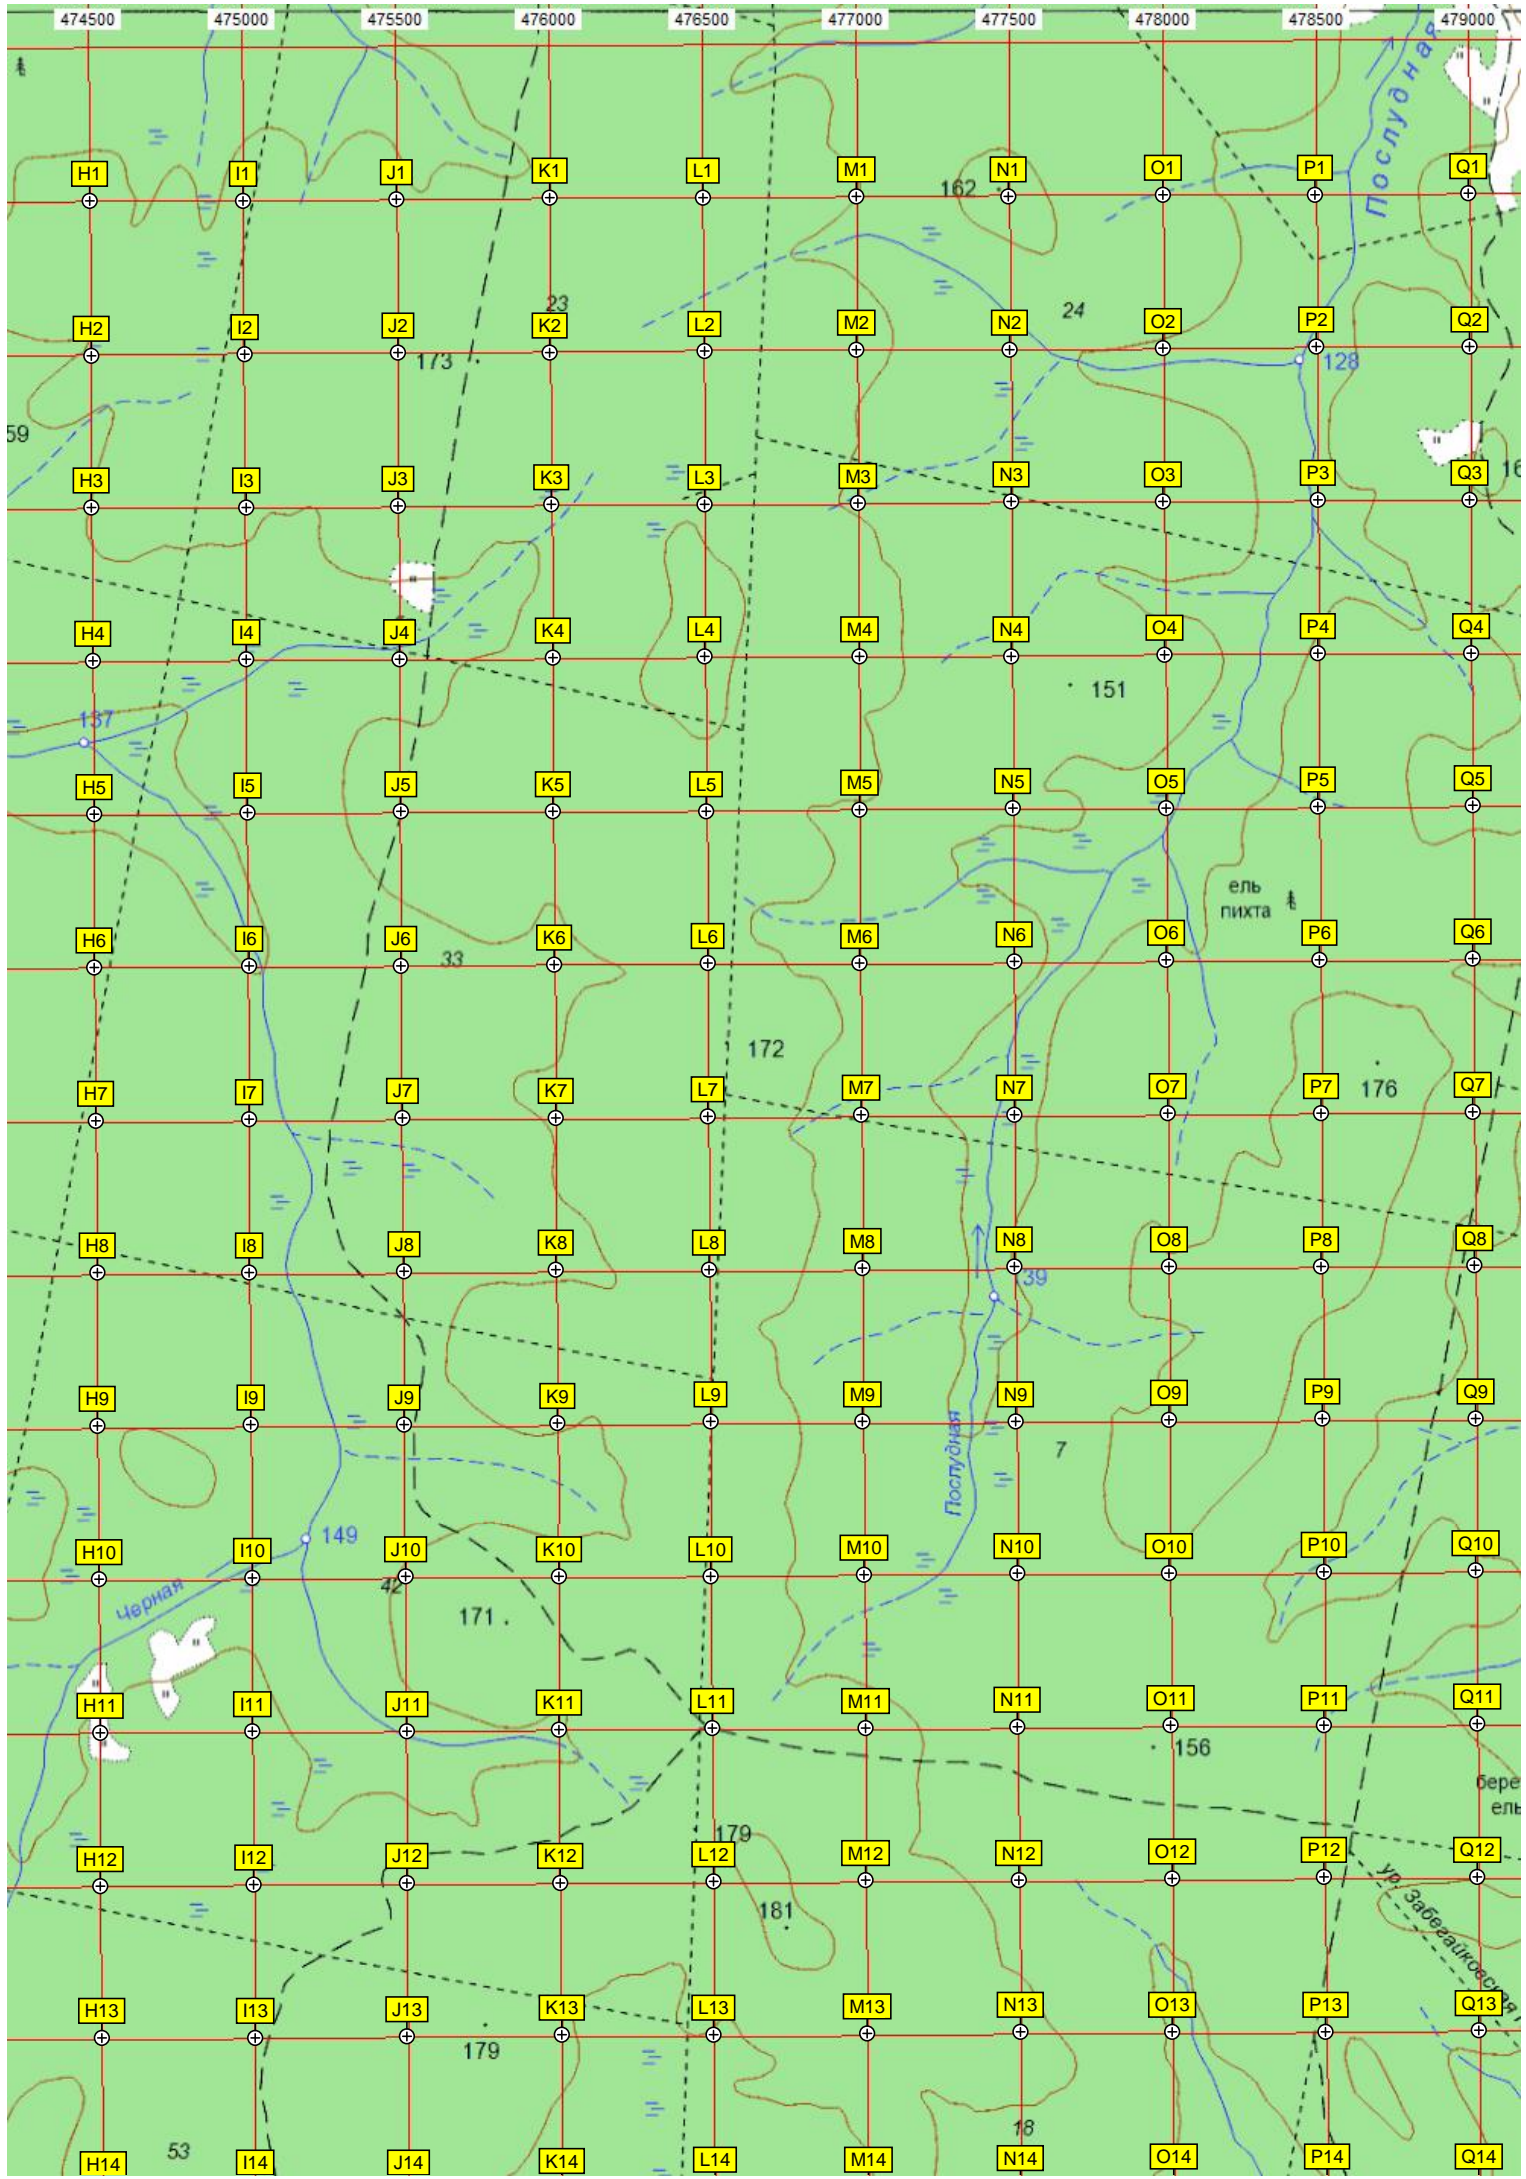 474500 475000 475500 476000 476500 477000 477500 478000 478500 479000
Послудная
H1 I1 J1 K1 L1 M1 N1 O1 P1 Q1
162
23
24
H2 I2 J2 K2 L2 M2 N2 O2 P2 Q2
173
128
59
H3 I3 J3 K3 L3 M3 N3 O3 P3 Q3
16
H4 I4 J4 K4 L4 M4 N4 O4 P4 Q4
151
137
H5 I5 J5 K5 L5 M5 N5 O5 P5 Q5
ель
пихта
H6 I6 J6 K6 L6 M6 N6 O6 P6 Q6
33
172
176
H7 I7 J7 K7 L7 M7 N7 O7 P7 Q7
H8 I8 J8 K8 L8 M8 N8 O8 P8 Q8
39
H9 I9 J9 K9 L9 M9 N9 O9 P9 Q9
Послудная
7
149
H10 I10 J10 K10 L10 M10 N10 O10 P10 Q10
42
Черная
171
H11 I11 J11 K11 L11 M11 N11 O11 P11 Q11
156
бере
ель
179
H12 I12 J12 K12 L12 M12 N12 O12 P12 Q12
181
ур. Забегайковская
H13 I13 J13 K13 L13 M13 N13 O13 P13 Q13
179
18
53
H14 I14 J14 K14 L14 M14 N14 O14 P14 Q14